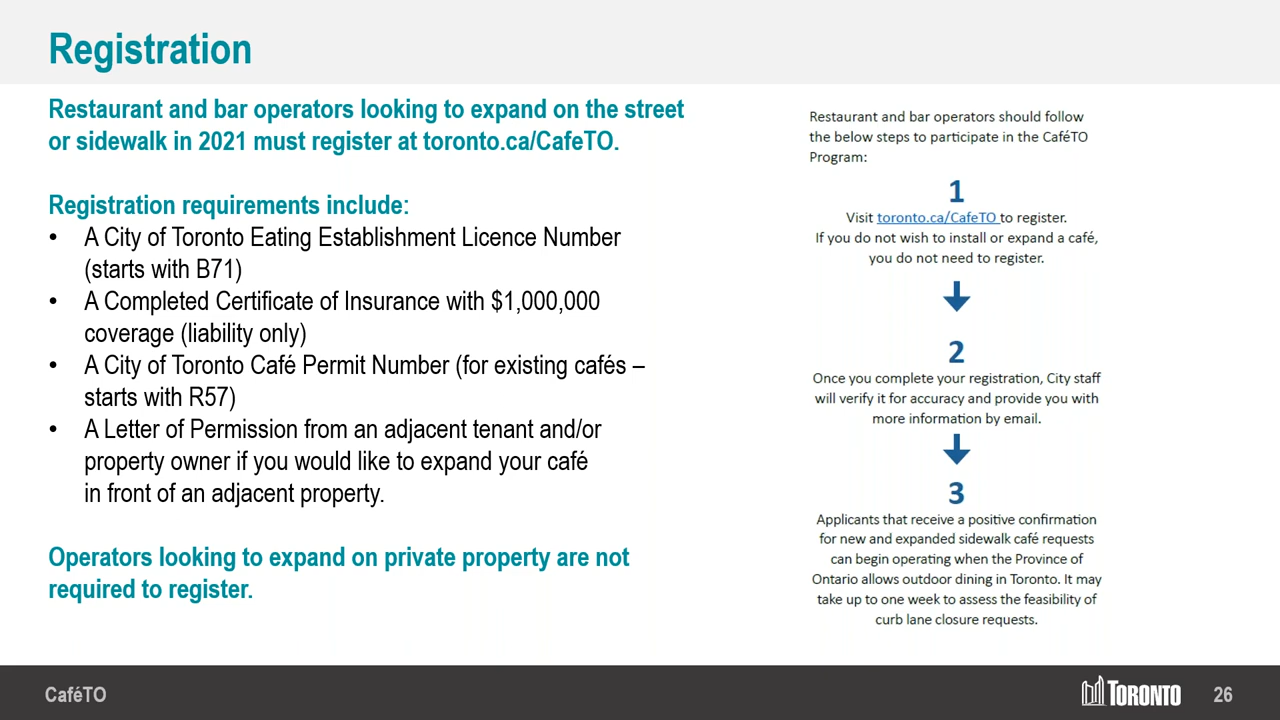 Registration
Restaurant and bar operators looking to expand on the street
or sidewalk in 2021 must register at toronto.ca/CafeTO.
Registration requirements include:
• A City of Toronto Eating Establishment Licence Number
(starts with B71)
• A Completed Certificate of Insurance with $1,000,000
coverage (liability only)
• A City of Toronto Café Permit Number (for existing cafés –
starts with R57)
• A Letter of Permission from an adjacent tenant and/or
property owner if you would like to expand your café
in front of an adjacent property.
Operators looking to expand on private property are not
required to register.
Restaurant and bar operators should follow
the below steps to participate in the CaféTO
Program:
1
Visit toronto.ca/CafeTO to register.
If you do not wish to install or expand a café,
you do not need to register.
2
Once you complete your registration, City staff
will verify it for accuracy and provide you with
more information by email.
3
Applicants that receive a positive confirmation
for new and expanded sidewalk café requests
can begin operating when the Province of
Ontario allows outdoor dining in Toronto. It may
take up to one week to assess the feasibility of
curb lane closure requests.
CaféTO
TORONTO
26